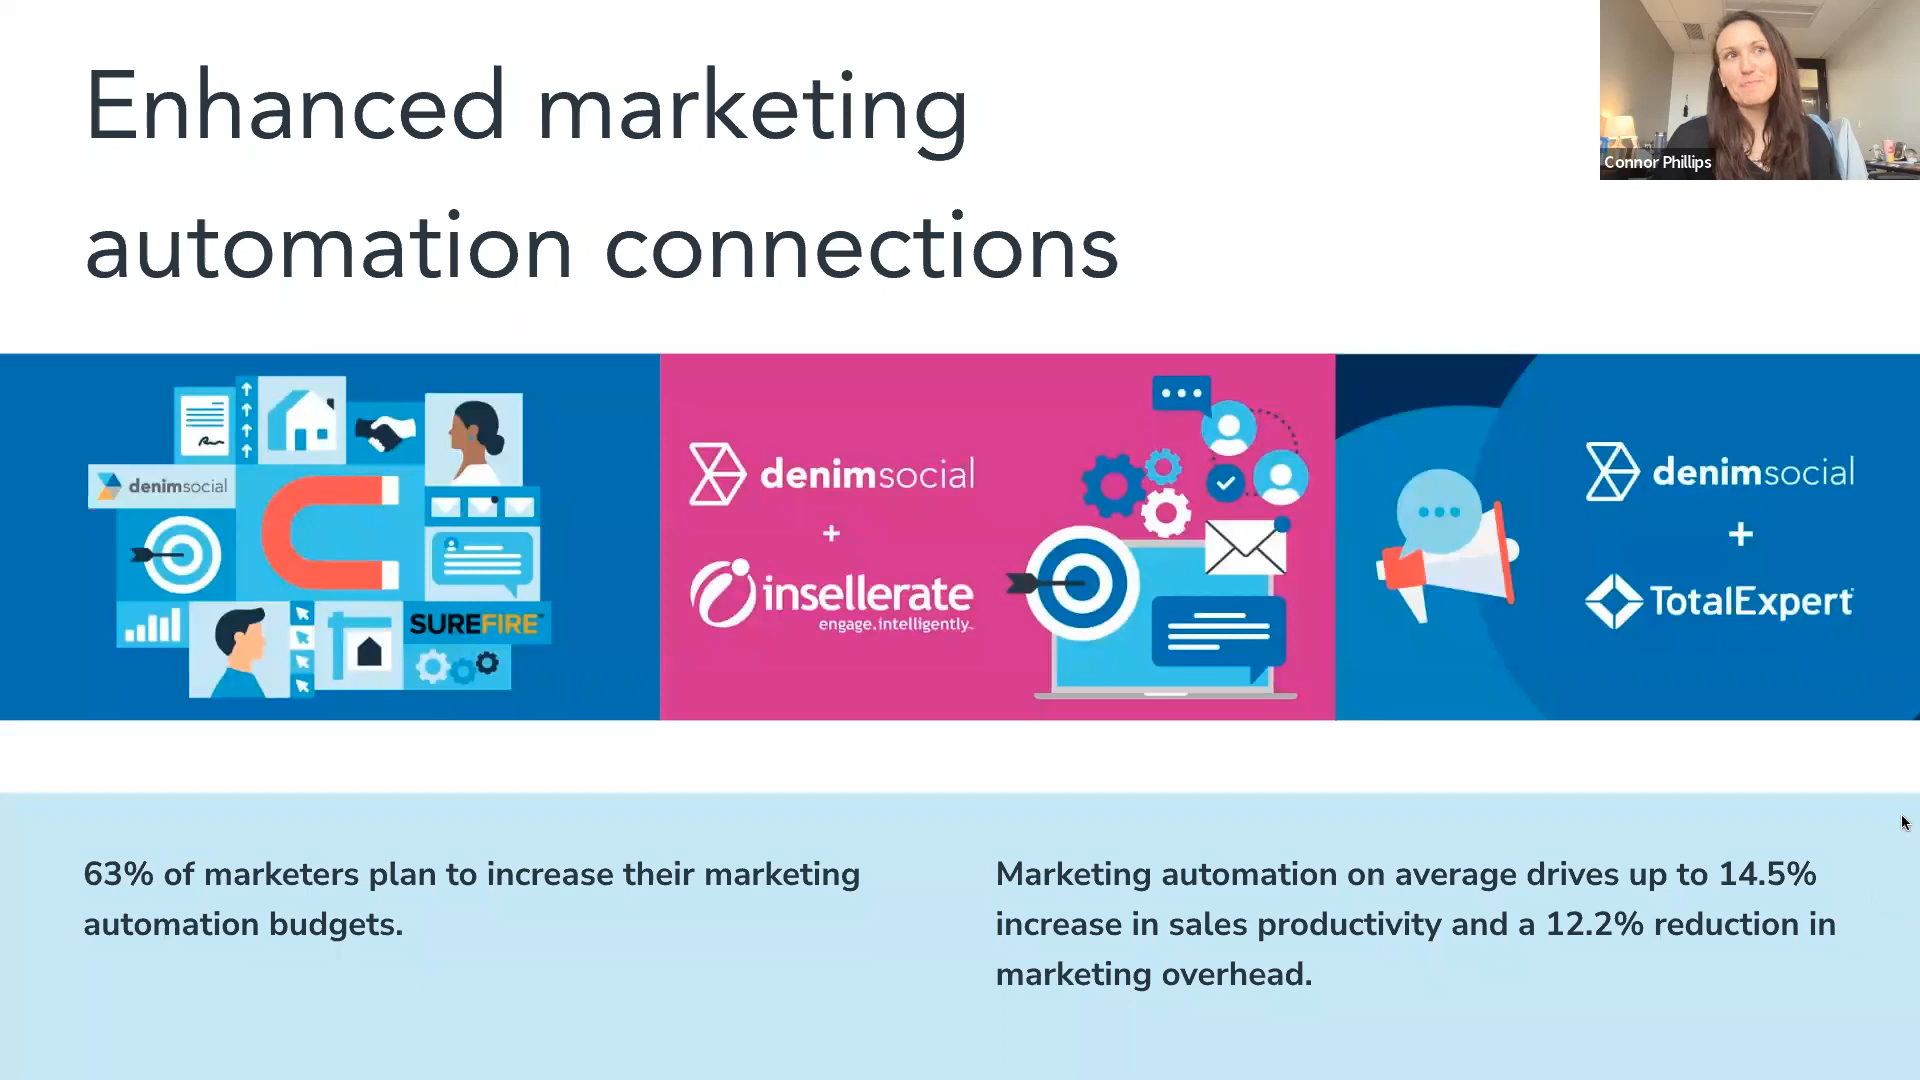 Enhanced marketing
automation connections
Connor Phillips
denimsocial
SUREFIRE
denimsocial
+
insellerate
engage.intelligently.
denimsocial
+
TotalExpert
63% of marketers plan to increase their marketing
automation budgets.
Marketing automation on average drives up to 14.5%
increase in sales productivity and a 12.2% reduction in
marketing overhead.